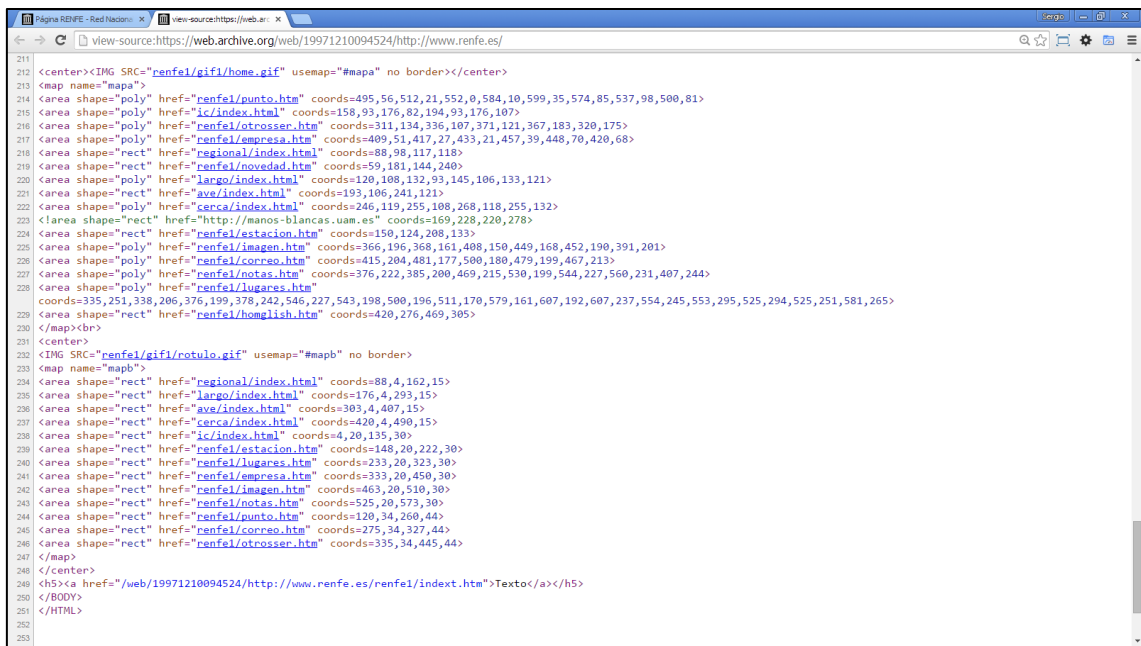 Página RENFE - Red Naciona
view-source:https://web.arc
Sergio
view-source:https://web.archive.org/web/19971210094524/http://www.renfe.es/
211
212 <center><IMG SRC="renfe1/gif1/home.gif" usemap="#mapa" no border></center>
213 <map name="mapa">
214 <area shape="poly" href="renfe1/punto.htm" coords=495,56,512,21,552,0,584,10,599,35,574,85,537,98,500,81>
215 <area shape="poly" href="ic/index.html" coords=158,93,176,82,194,93,176,107>
216 <area shape="poly" href="renfe1/otrosser.htm" coords=311,134,336,107,371,121,367,183,320,175>
217 <area shape="poly" href="renfe1/empresa.htm" coords=409,51,417,27,433,21,457,39,448,70,420,68>
218 <area shape="rect" href="regional/index.html" coords=88,98,117,118>
219 <area shape="rect" href="renfe1/novedad.htm" coords=59,181,144,240>
220 <area shape="poly" href="largo/index.html" coords=120,108,132,93,145,106,133,121>
221 <area shape="rect" href="ave/index.html" coords=193,106,241,121>
222 <area shape="poly" href="cerca/index.html" coords=246,119,255,108,268,118,255,132>
223 <!area shape="rect" href="http://manos-blancas.uam.es" coords=169,228,220,278>
224 <area shape="rect" href="renfe1/estacion.htm" coords=150,124,208,133>
225 <area shape="poly" href="renfe1/imagen.htm" coords=366,196,368,161,408,150,449,168,452,190,391,201>
226 <area shape="poly" href="renfe1/correo.htm" coords=415,204,481,177,500,180,479,199,467,213>
227 <area shape="poly" href="renfe1/notas.htm" coords=376,222,385,200,469,215,530,199,544,227,560,231,407,244>
228 <area shape="poly" href="renfe1/lugares.htm"
coords=335,251,338,206,376,199,378,242,546,227,543,198,500,196,511,170,579,161,607,192,607,237,554,245,553,295,525,294,525,251,581,265>
229 <area shape="rect" href="renfe1/homglish.htm" coords=420,276,469,305>
230 </map><br>
231 <center>
232 <IMG SRC="renfe1/gif1/rotulo.gif" usemap="#mapb" no border>
233 <map name="mapb">
234 <area shape="rect" href="regional/index.html" coords=88,4,162,15>
235 <area shape="rect" href="largo/index.html" coords=176,4,293,15>
236 <area shape="rect" href="ave/index.html" coords=303,4,407,15>
237 <area shape="rect" href="cerca/index.html" coords=420,4,490,15>
238 <area shape="rect" href="ic/index.html" coords=4,20,135,30>
239 <area shape="rect" href="renfe1/estacion.htm" coords=148,20,222,30>
240 <area shape="rect" href="renfe1/lugares.htm" coords=233,20,323,30>
241 <area shape="rect" href="renfe1/empresa.htm" coords=333,20,450,30>
242 <area shape="rect" href="renfe1/imagen.htm" coords=463,20,510,30>
243 <area shape="rect" href="renfe1/notas.htm" coords=525,20,573,30>
244 <area shape="rect" href="renfe1/punto.htm" coords=120,34,260,44>
245 <area shape="rect" href="renfe1/correo.htm" coords=275,34,327,44>
246 <area shape="rect" href="renfe1/otrosser.htm" coords=335,34,445,44>
247 </map>
248 </center>
249 <h5><a href="/web/19971210094524/http://www.renfe.es/renfe1/indext.htm">Texto</a></h5>
250 </BODY>
251 </HTML>
252
253